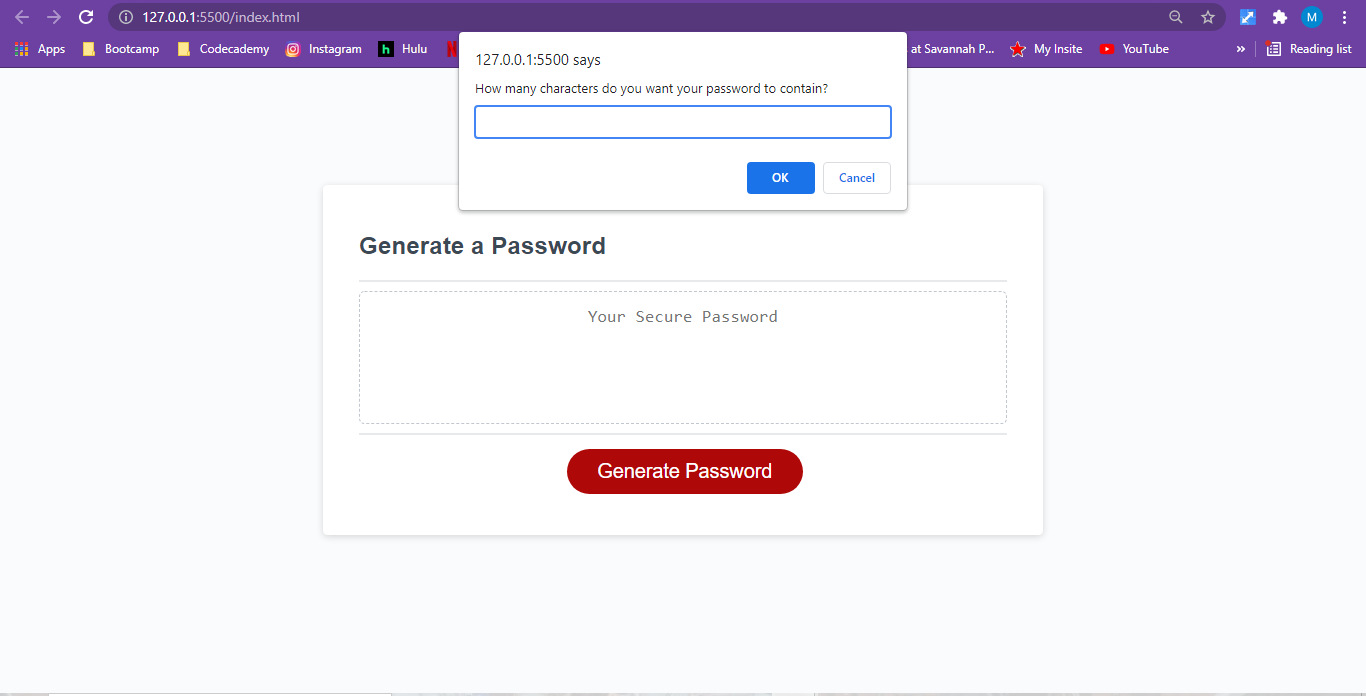 127.0.0.1:5500/index.html
M
Apps
Bootcamp
Codecademy
Instagram
h Hulu
at Savannah P...
My Insite
YouTube
»
Reading list
127.0.0.1:5500 says
How many characters do you want your password to contain?
OK
Cancel
Generate a Password
Your Secure Password
Generate Password